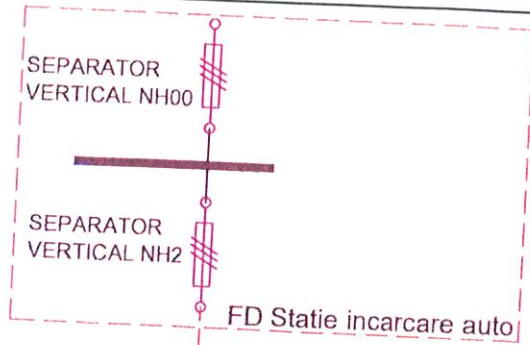 SEPARATOR
VERTICAL NH00
SEPARATOR
VERTICAL NH2
FD Statie incarcare auto